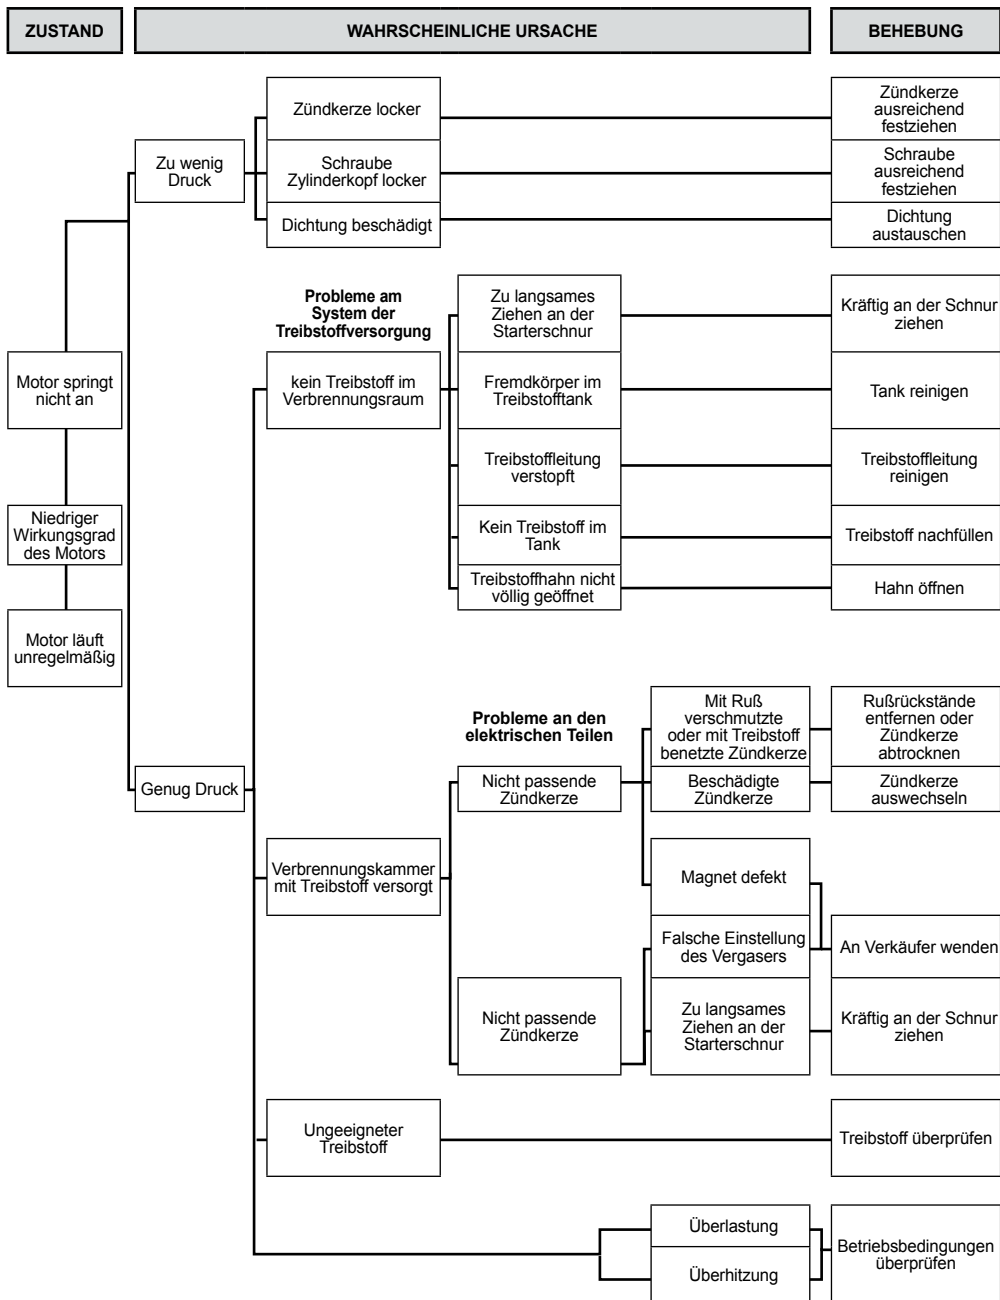 ZUSTAND
WAHRSCHEINLICHE URSACHE
BEHEBUNG
Zündkerze locker
Zündkerze
ausreichend
festziehen
Zu wenig
Druck
Schraube
Zylinderkopf locker
Schraube
ausreichend
festziehen
Dichtung beschädigt
Dichtung
austauschen
Probleme am
System der
Treibstoffversorgung
Zu langsames
Ziehen an der
Starterschnur
Kräftig an der Schnur
ziehen
Motor springt
nicht an
kein Treibstoff im
Verbrennungsraum
Fremdkörper im
Treibstofftank
Tank reinigen
Treibstoffleitung
verstopft
Treibstoffleitung
reinigen
Niedriger
Wirkungsgrad
des Motors
Kein Treibstoff im
Tank
Treibstoff nachfüllen
Treibstoffhahn nicht
völlig geöffnet
Hahn öffnen
Motor läuft
unregelmäßig
Probleme an den
elektrischen Teilen
Mit Ruß
verschmutzte
oder mit Treibstoff
benetzte Zündkerze
Rußrückstände
entfernen oder
Zündkerze
abtrocknen
Genug Druck
Nicht passende
Zündkerze
Beschädigte
Zündkerze
Zündkerze
auswechseln
Verbrennungskammer
mit Treibstoff versorgt
Magnet defekt
Falsche Einstellung
des Vergasers
An Verkäufer wenden
Nicht passende
Zündkerze
Zu langsames
Ziehen an der
Starterschnur
Kräftig an der Schnur
ziehen
Ungeeigneter
Treibstoff
Treibstoff überprüfen
Überlastung
Überhitzung
Betriebsbedingungen
überprüfen